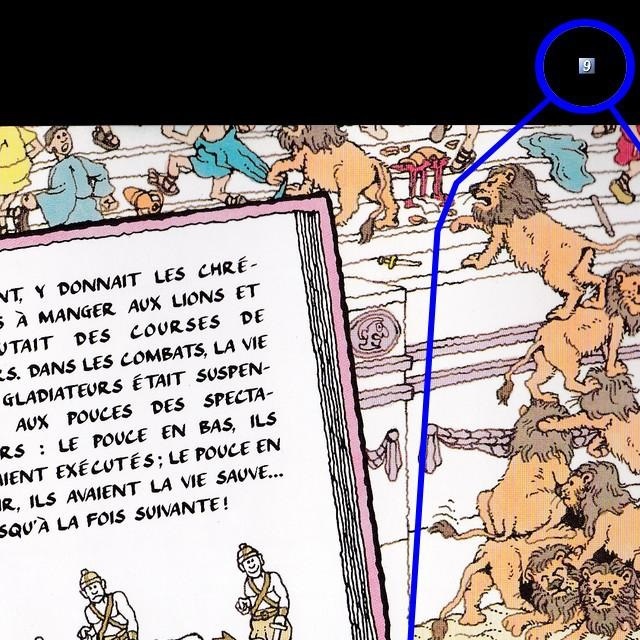 9
NT, Y DONNAIT LES CHRÉ-
S À MANGER AUX LIONS ET
UTAIT DES COURSES DE
RS. DANS LES COMBATS, LA VIE
GLADIATEURS ÉTAIT SUSPEN-
AUX POUCES DES SPECTA-
RS : LE POUCE EN BAS, ILS
AIENT EXÉCUTÉS ; LE POUCE EN
IR, ILS AVAIENT LA VIE SAUVE...
SQU'À LA FOIS SUIVANTE !